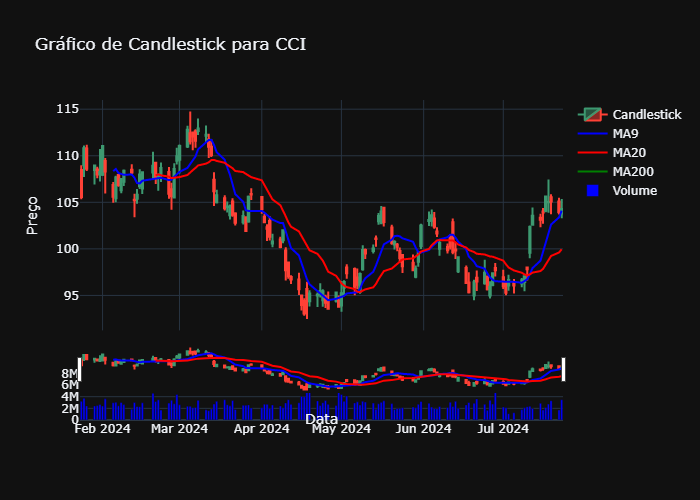 Gráfico de Candlestick para CCI
115
110
105
100
95
Preço
Candlestick
MA9
MA20
MA200
Volume
8M
6M
4M
2M
0
Feb 2024
Mar 2024
Apr 2024
May 2024
Jun 2024
Jul 2024
Data